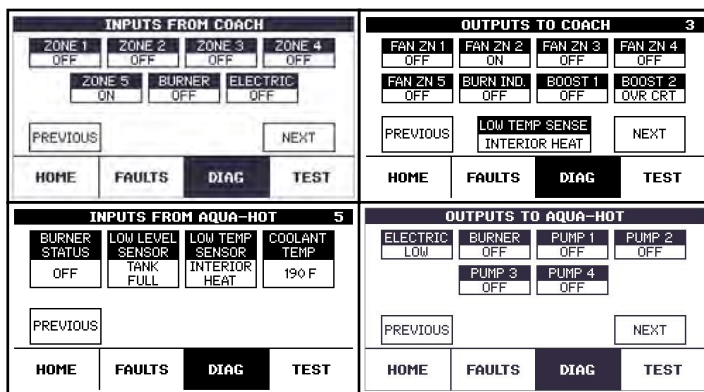 INPUTS FROM COACH
ZONE 1 ZONE 2 ZONE 3 ZONE 4
OFF OFF OFF OFF
ZONE 5 BURNER ELECTRIC
ON OFF OFF
PREVIOUS NEXT
HOME FAULTS DIAG TEST
OUTPUTS TO COACH 3
FAN ZN 1 FAN ZN 2 FAN ZN 3 FAN ZN 4
OFF ON OFF OFF
FAN ZN 5 BURN IND. BOOST 1 BOOST 2
OFF OFF OFF OVR CRT
PREVIOUS LOW TEMP SENSE NEXT
INTERIOR HEAT
HOME FAULTS DIAG TEST
INPUTS FROM AQUA-HOT 5
BURNER LOW LEVEL LOW TEMP COOLANT
STATUS SENSOR SENSOR TEMP
OFF TANK FULL INTERIOR HEAT 190 F
PREVIOUS
HOME FAULTS DIAG TEST
OUTPUTS TO AQUA-HOT
ELECTRIC BURNER PUMP 1 PUMP 2
LOW OFF OFF OFF
PUMP 3 PUMP 4
OFF OFF
PREVIOUS NEXT
HOME FAULTS DIAG TEST